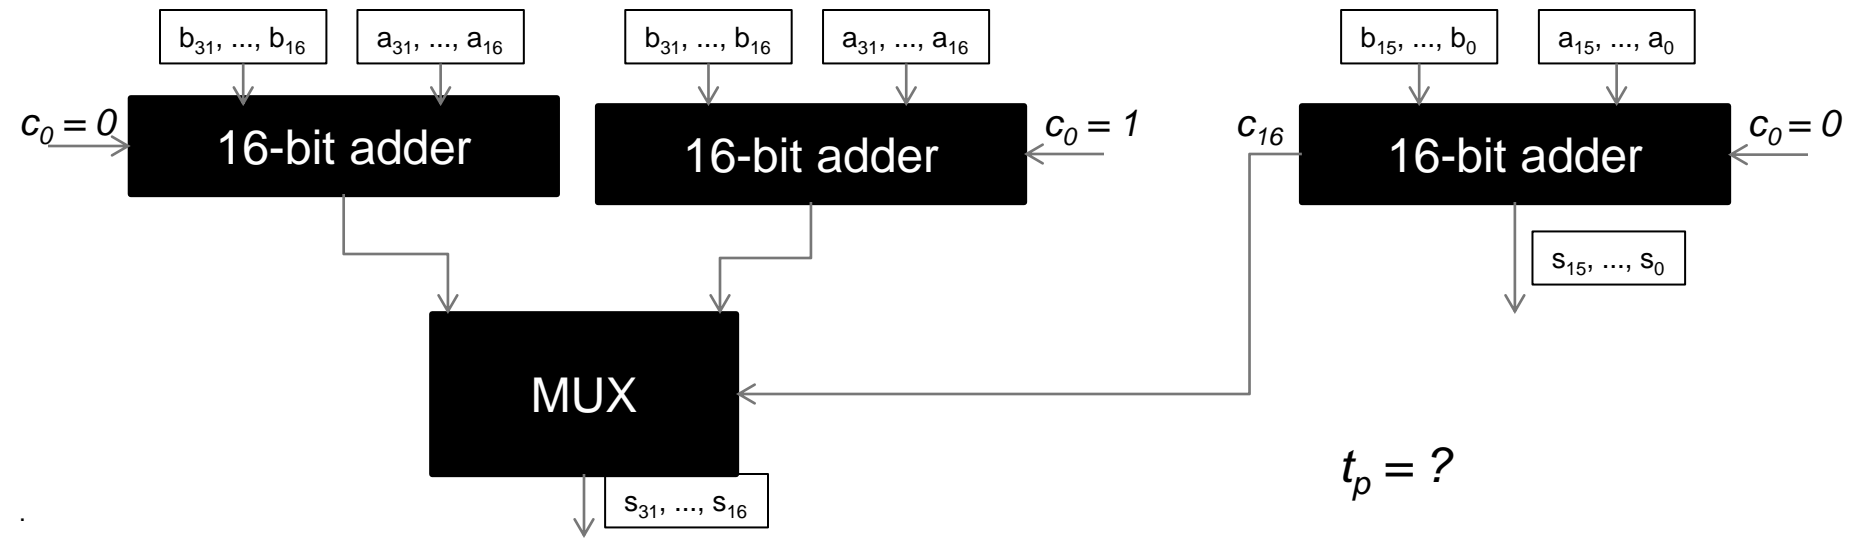 b31, ..., b16
a31, ..., a16
b31, ..., b16
a31, ..., a16
b15, ..., b0
a15, ..., a0
c0 = 0
16-bit adder
16-bit adder
c0 = 1
c16
16-bit adder
c0 = 0
s15, ..., s0
MUX
tp = ?
s31, ..., s16
.